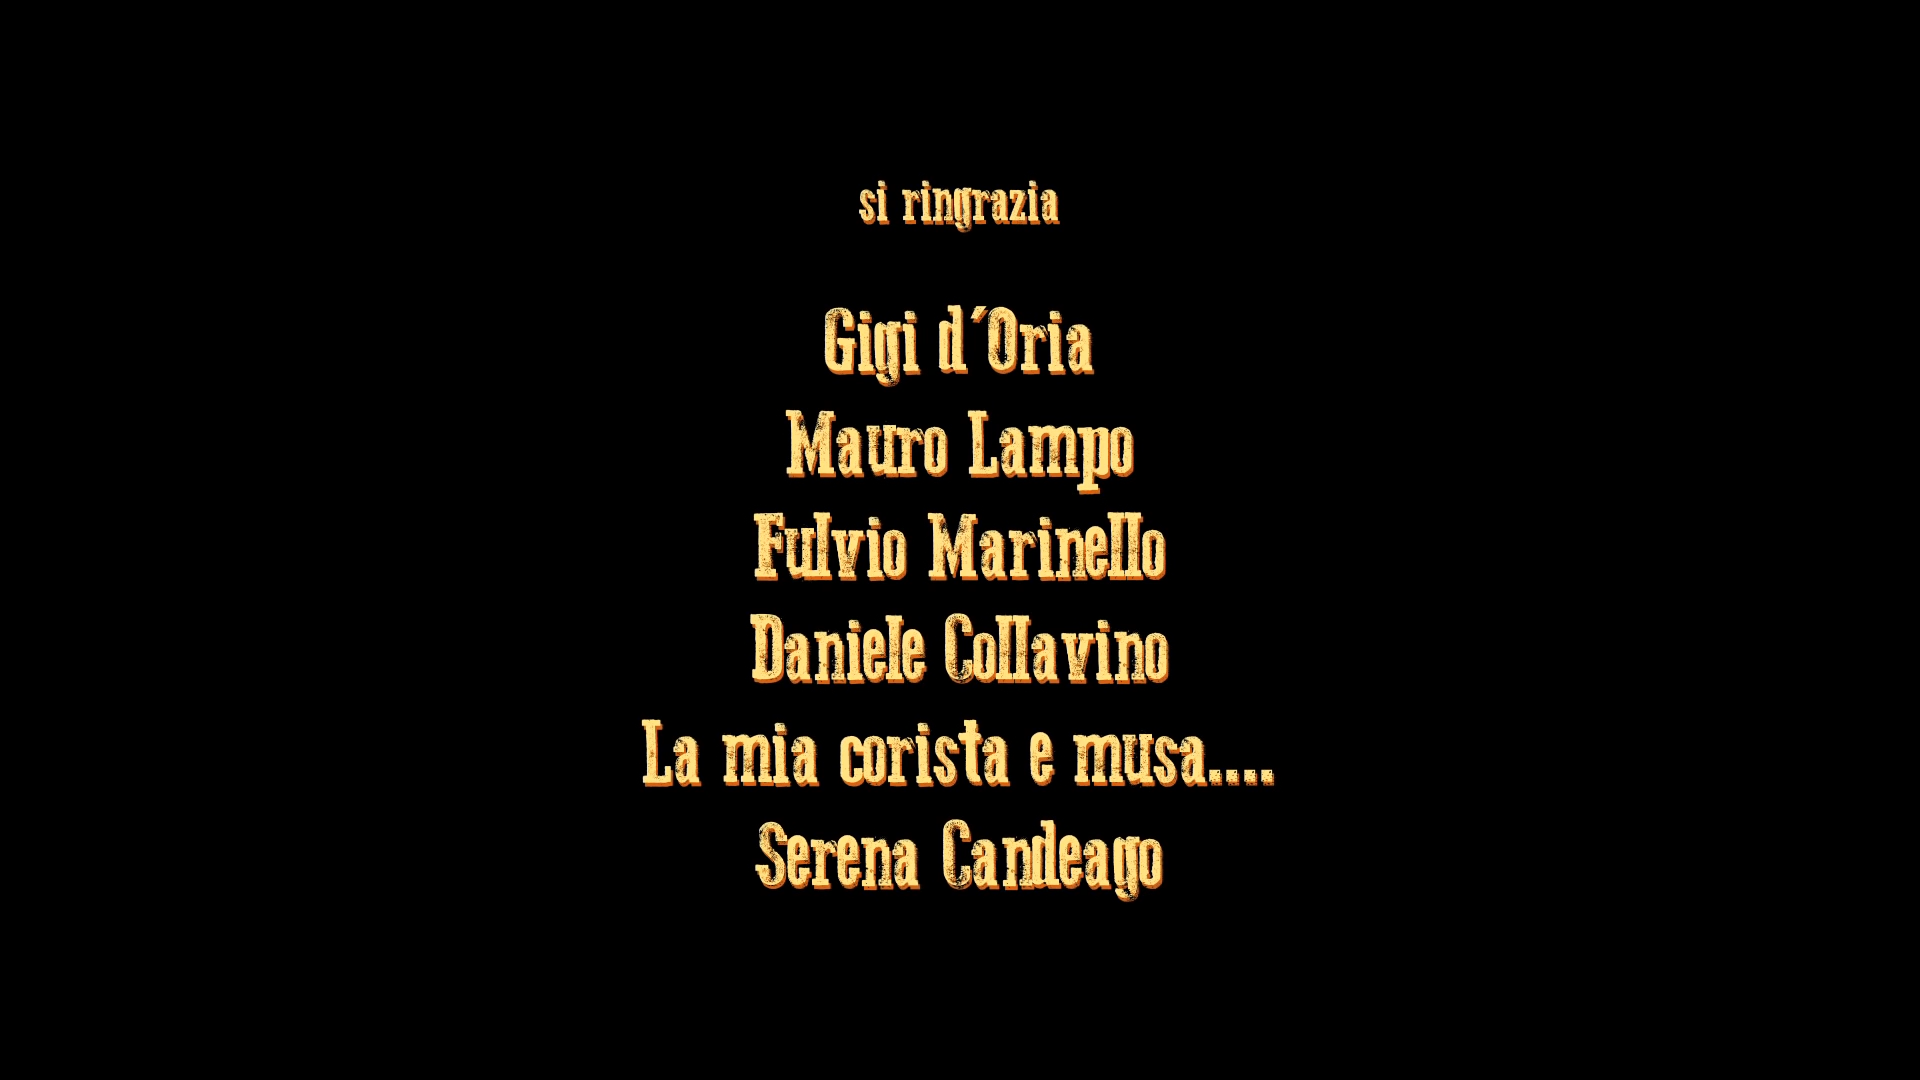 si ringrazia
Gigi d´Oria
Mauro Lampo
Fulvio Marinello
Daniele Collavino
La mia corista e musa....
Serena Candeago